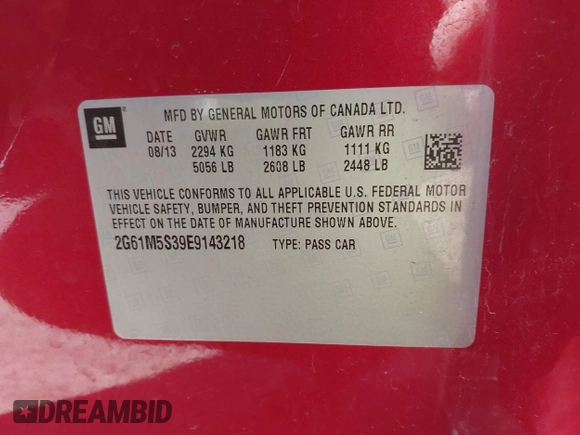 GM
MFD BY GENERAL MOTORS OF CANADA LTD.
DATE GVWR GAWR FRT GAWR RR
08/13 2294 KG 1183 KG 1111 KG
5056 LB 2608 LB 2448 LB
THIS VEHICLE CONFORMS TO ALL APPLICABLE U.S. FEDERAL MOTOR
VEHICLE SAFETY, BUMPER, AND THEFT PREVENTION STANDARDS IN
EFFECT ON THE DATE OF MANUFACTURE SHOWN ABOVE.
2G61M5S39E9143218 TYPE: PASS CAR
DREAMBID